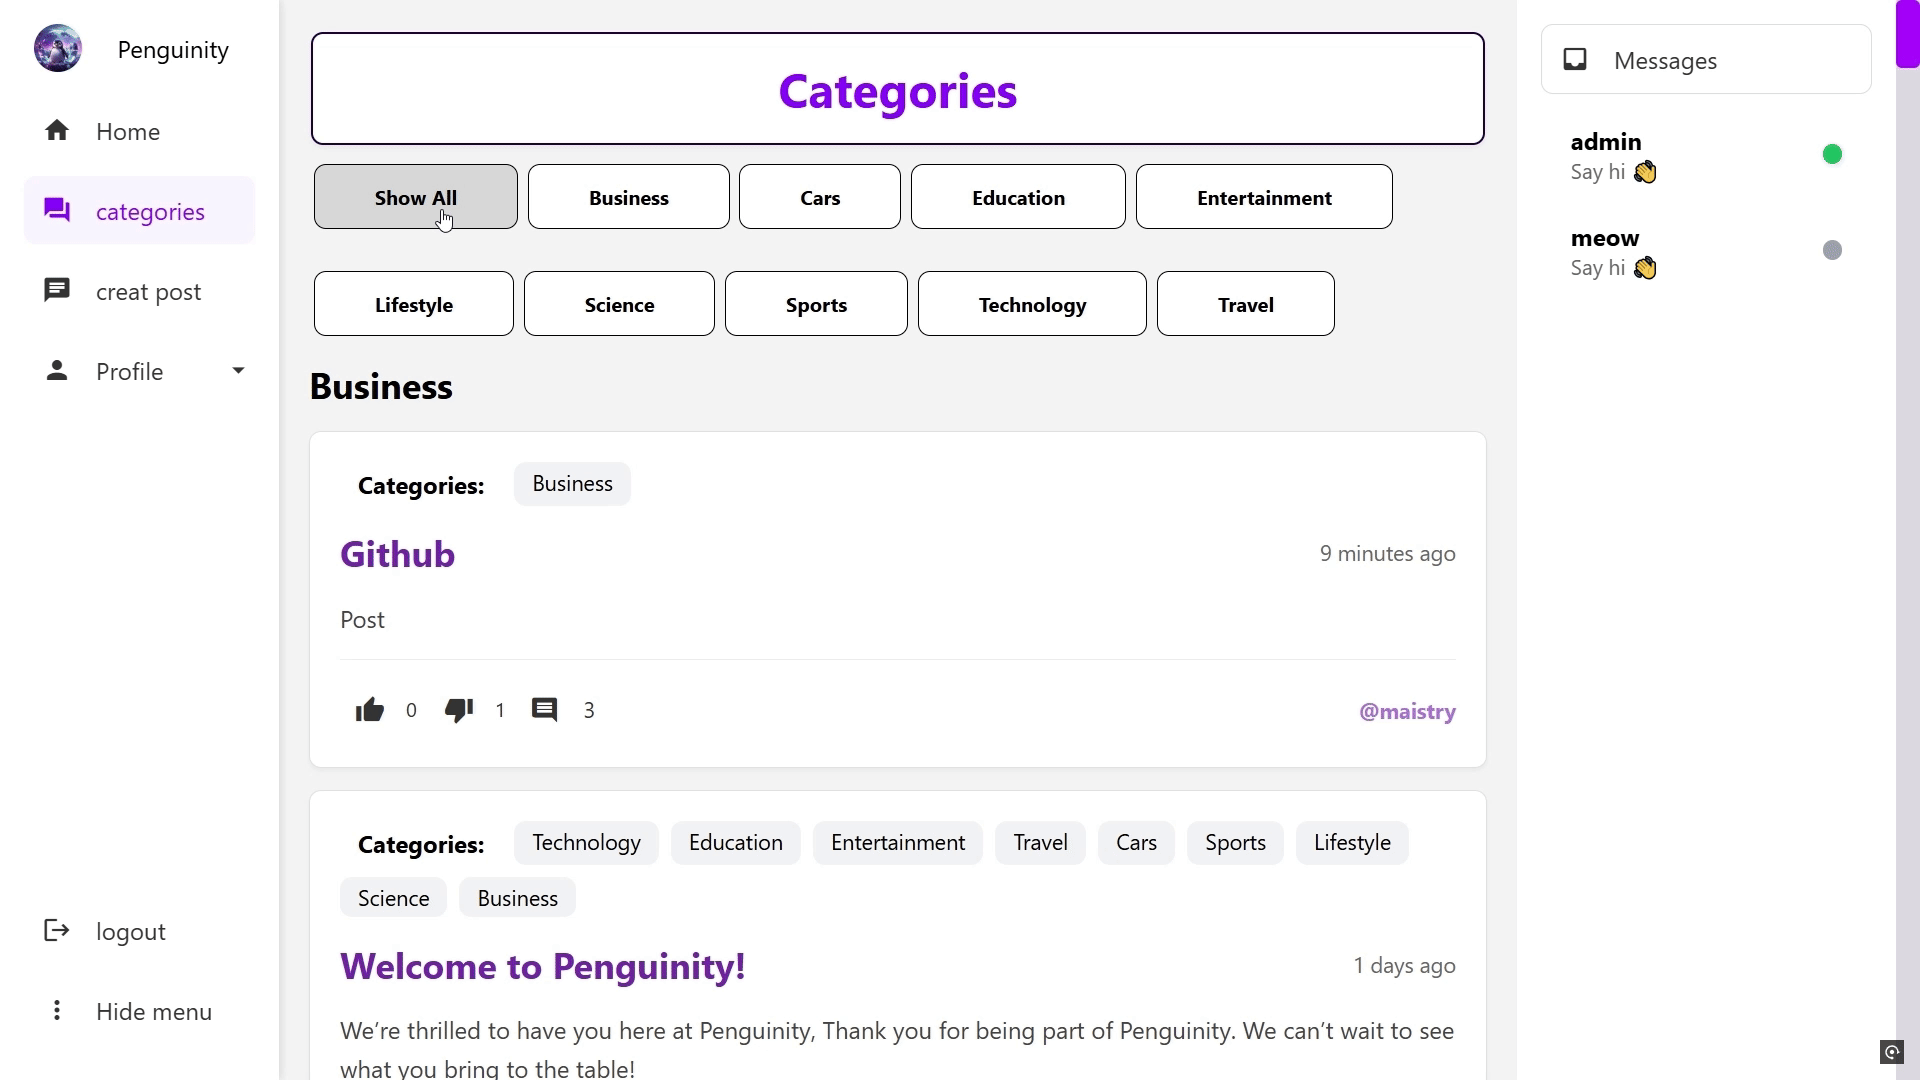 Penguinity
Home
categories
creat post
Profile
logout
Hide menu
Categories
Show All
Business
Cars
Education
Entertainment
Lifestyle
Science
Sports
Technology
Travel
Business
Categories:
Business
Github
9 minutes ago
Post
0
1
3
@maistry
Categories:
Technology
Education
Entertainment
Travel
Cars
Sports
Lifestyle
Science
Business
Welcome to Penguinity!
1 days ago
We’re thrilled to have you here at Penguinity, Thank you for being part of Penguinity. We can’t wait to see
what you bring to the table!
Messages
admin
Say hi 👋
meow
Say hi 👋